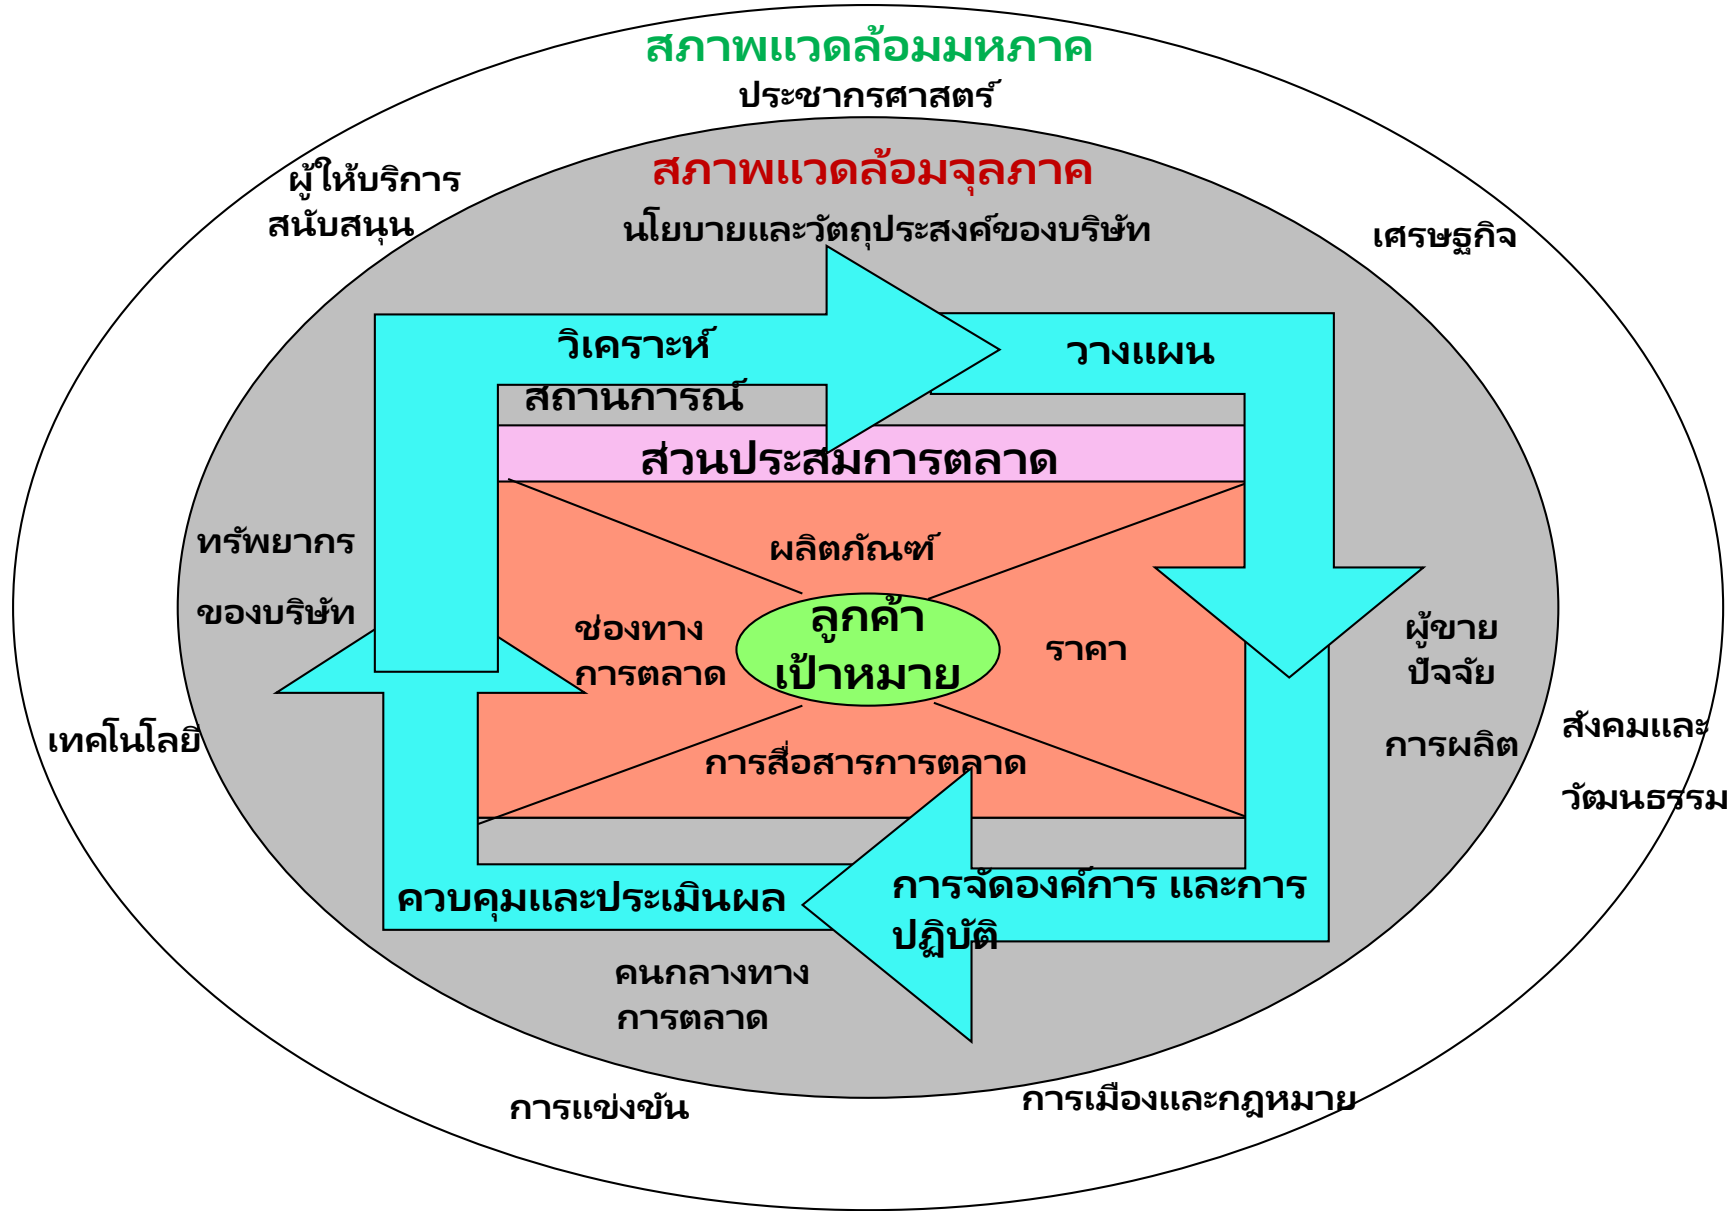 สภาพแวดล้อมมหภาค
ประชากรศาสตร์
สภาพแวดล้อมจุลภาค
ผู้ให้บริการ
สนับสนุน
นโยบายและวัตถุประสงค์ของบริษัท
เศรษฐกิจ
วิเคราะห์
สถานการณ์
วางแผน
ส่วนประสมการตลาด
ทรัพยากร
ของบริษัท
ผลิตภัณฑ์
ช่องทาง
การตลาด
ลูกค้า
เป้าหมาย
ราคา
ผู้ขาย
ปัจจัย
การผลิต
เทคโนโลยี
สังคมและ
วัฒนธรรม
การสื่อสารการตลาด
ควบคุมและประเมินผล
การจัดองค์การ และการ
ปฏิบัติ
คนกลางทาง
การตลาด
การแข่งขัน
การเมืองและกฎหมาย